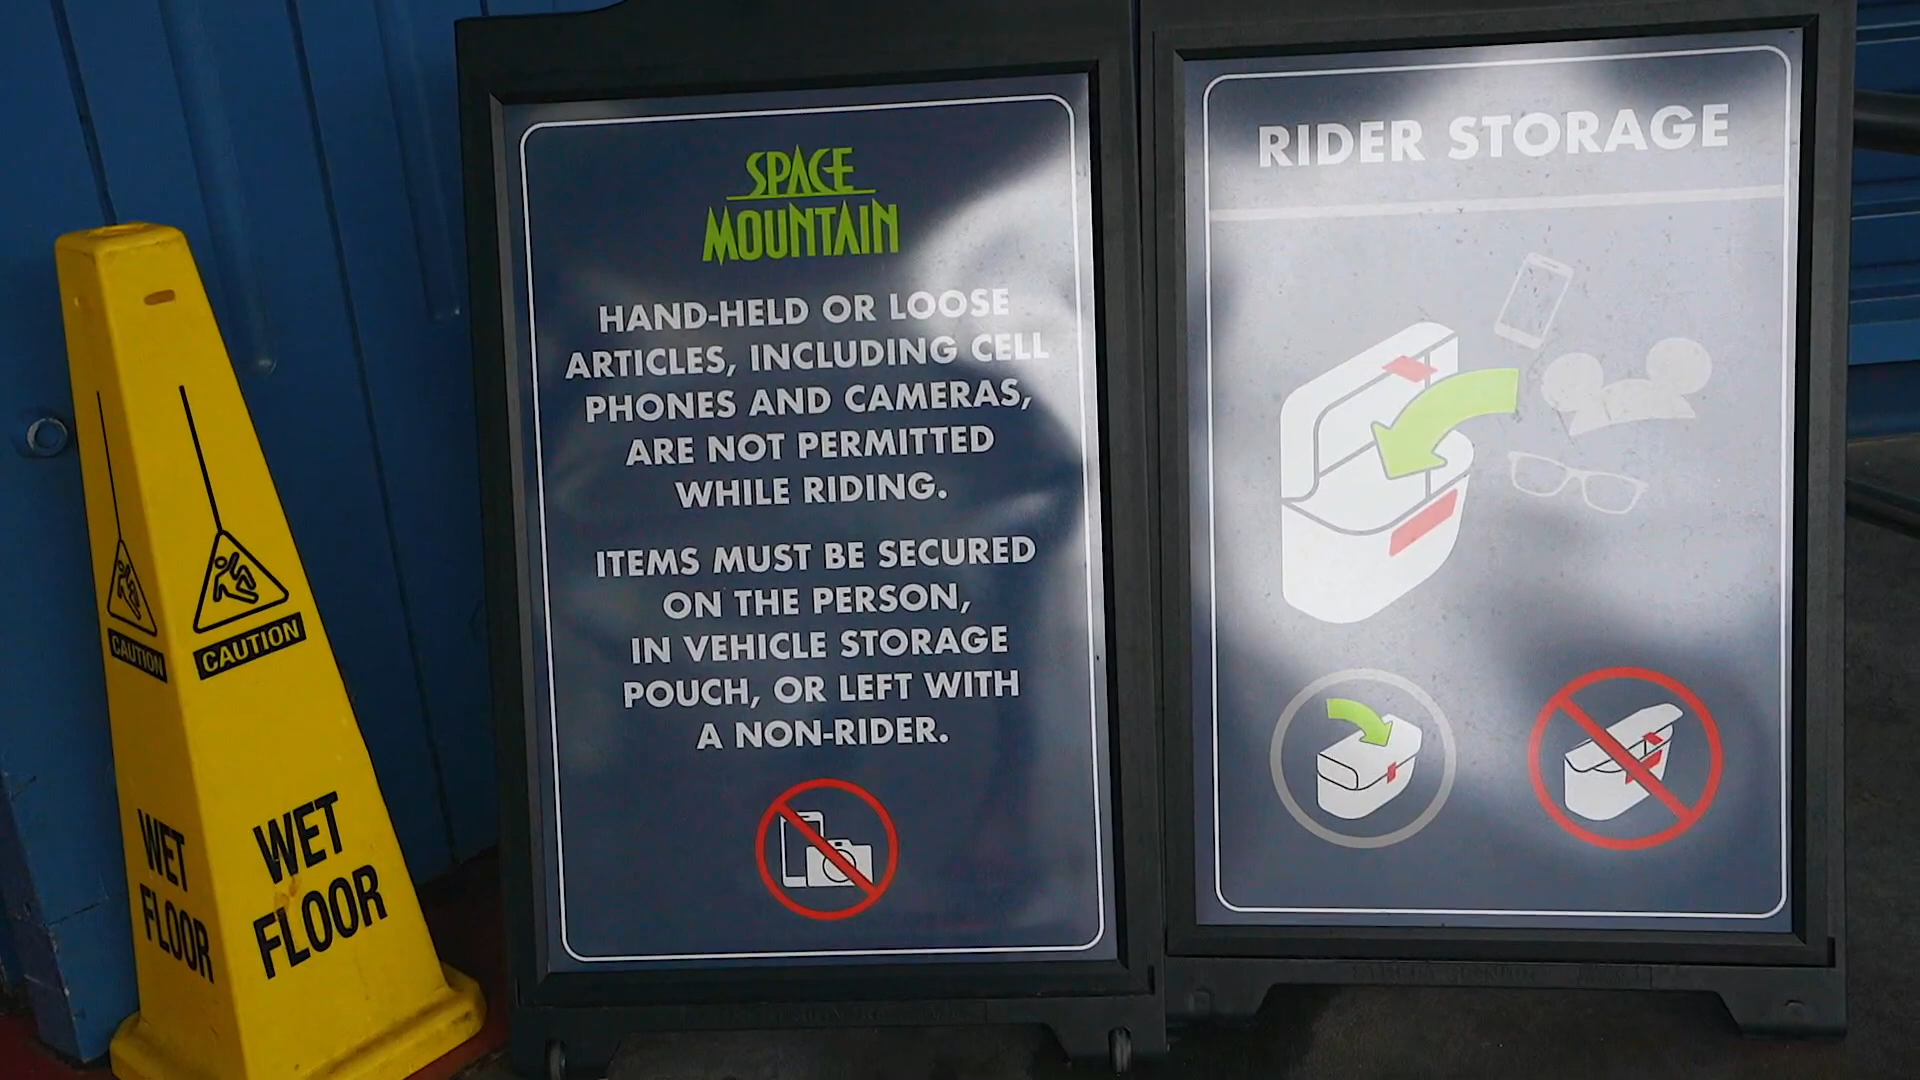 CAUTION
CAUTION
WET
FLOOR
WET
FLOOR
SPACE
MOUNTAIN
HAND-HELD OR LOOSE
ARTICLES, INCLUDING CELL
PHONES AND CAMERAS,
ARE NOT PERMITTED
WHILE RIDING.
ITEMS MUST BE SECURED
ON THE PERSON,
IN VEHICLE STORAGE
POUCH, OR LEFT WITH
A NON-RIDER.
RIDER STORAGE